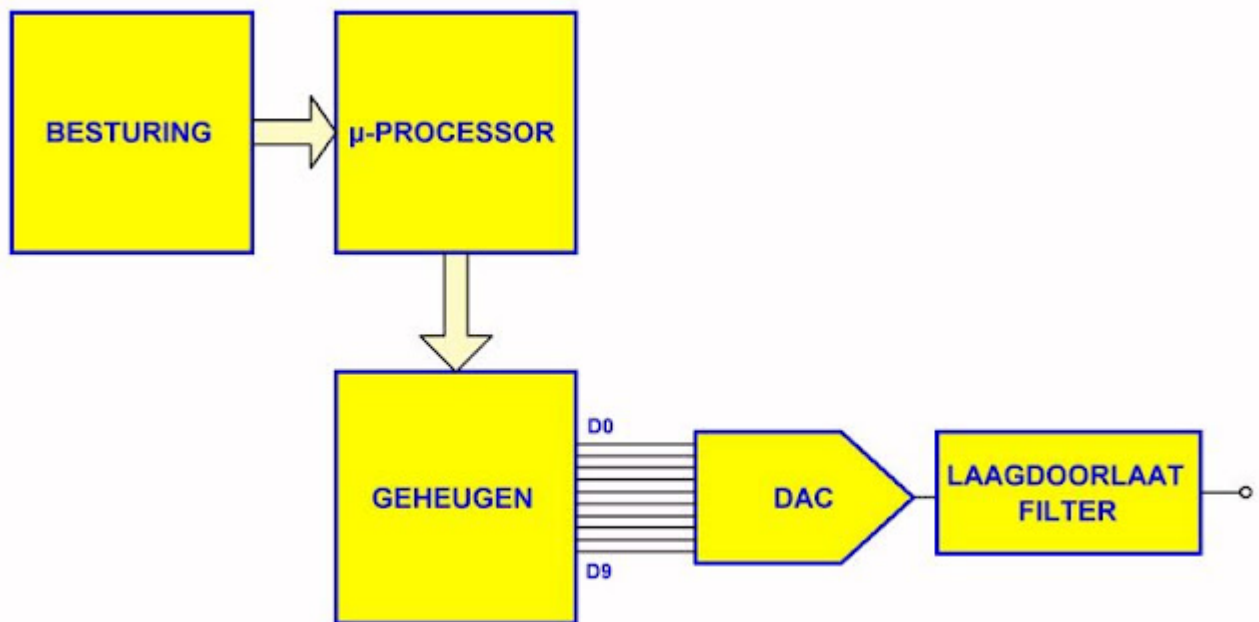 BESTURING
µ-PROCESSOR
D0
GEHEUGEN
DAC
LAAGDOORLAAT
FILTER
D9